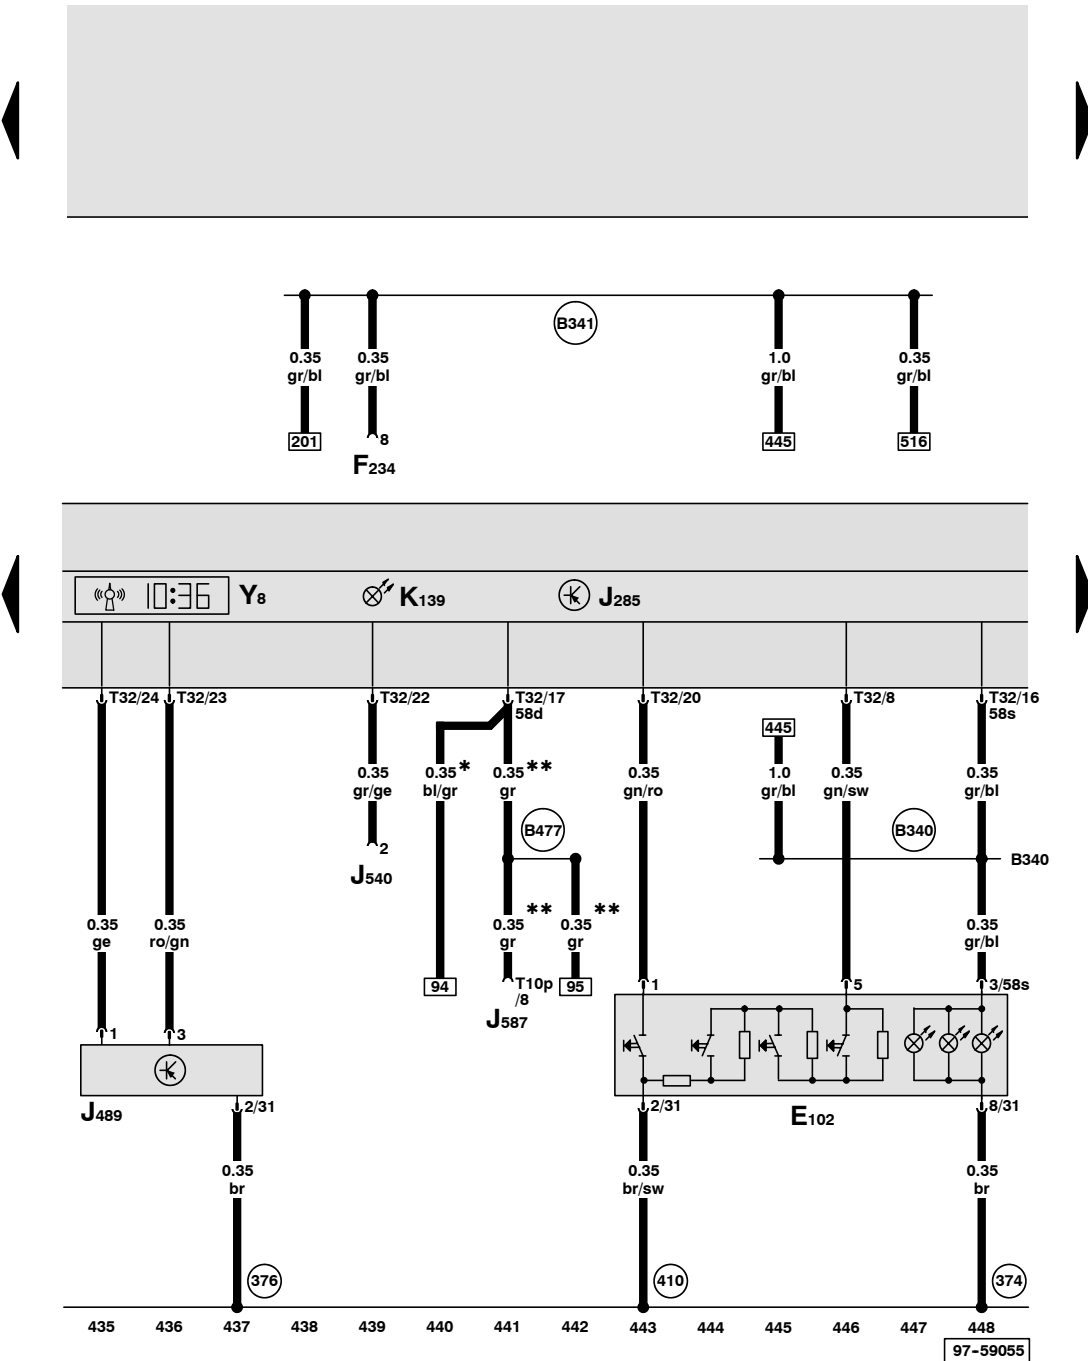 B341
0.35 0.35 1.0 0.35
gr/bl gr/bl gr/bl gr/bl
201 8 445 516
F234
10:36 Y8 K139 J285
T32/24 T32/23 T32/22 T32/17 T32/20 T32/8 T32/16
58d 58s
445
0.35 0.35* 0.35** 0.35 1.0 0.35 0.35
gr/ge bl/gr gr gn/ro gr/bl gn/sw gr/bl
B477 B340
2 B340
J540
** **
0.35 0.35 0.35 0.35 0.35
ge ro/gn gr gr gr/bl
94 T10p 95 1 5 3/58s
/8
J587
1 3
J489 2/31 2/31 E102 8/31
0.35 0.35 0.35
br br/sw br
376 410 374
435 436 437 438 439 440 441 442 443 444 445 446 447 448
97-59055